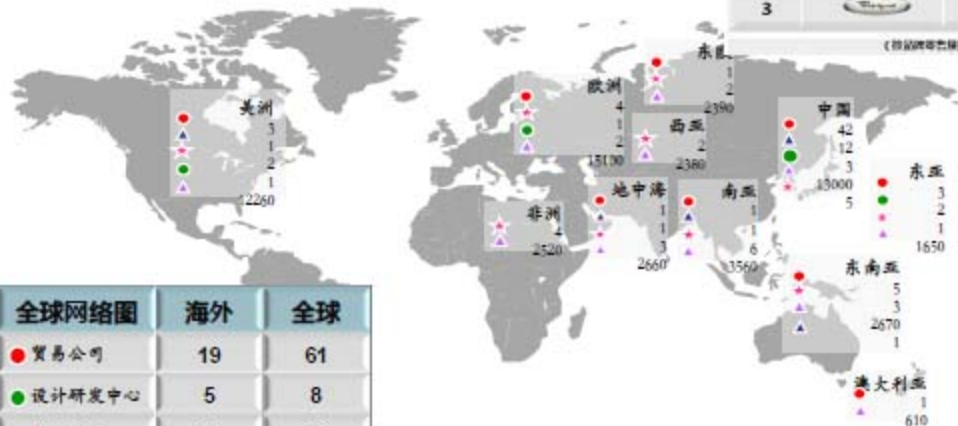 3
美洲
3
1
2
1
12260
欧洲
4
1
2
15100
东欧
1
2
2390
西亚
2
2380
中国
42
12
3
13000
5
东亚
3
2
1
1650
非洲
4
2520
地中海
1
1
3
2660
南亚
1
1
6
3560
东南亚
5
3
2670
1
澳大利亚
1
610
全球网络图 海外 全球
贸易公司 19 61
设计研发中心 5 8